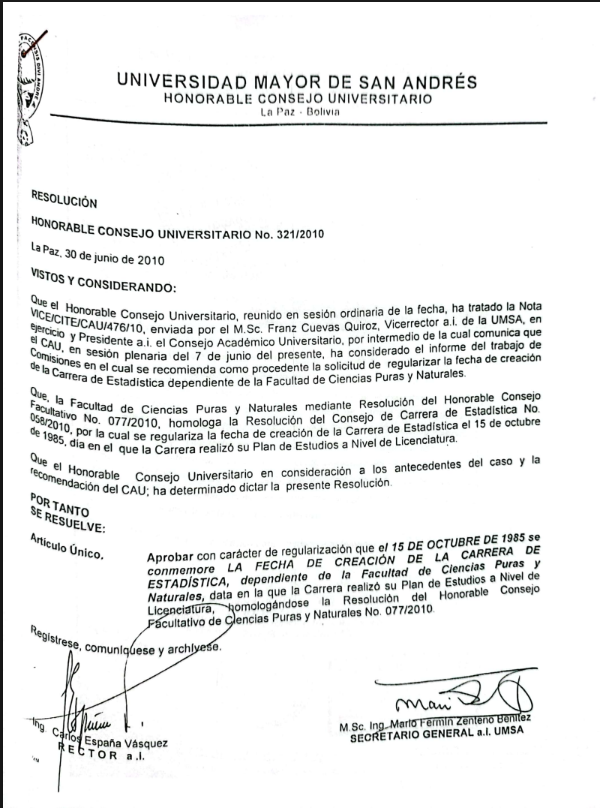 UNIVERSIDAD MAYOR DE SAN ANDRÉS
HONORABLE CONSEJO UNIVERSITARIO
La Paz - Bolivia
RESOLUCIÓN
HONORABLE CONSEJO UNIVERSITARIO No. 321/2010
La Paz, 30 de junio de 2010
VISTOS Y CONSIDERANDO:
Que el Honorable Consejo Universitario, reunido en sesión ordinaria de la fecha, ha tratado la Nota
VICE/CITE/CAU/476/10, enviada por el M.Sc. Franz Cuevas Quiroz, Vicerrector a.i. de la UMSA, en
ejercicio y Presidente a.i. el Consejo Académico Universitario, por intermedio de la cual comunica que
el CAU, en sesión plenaria del 7 de junio del presente, ha considerado el informe del trabajo de
Comisiones en el cual se recomienda como procedente la solicitud de regularizar la fecha de creación
de la Carrera de Estadística dependiente de la Facultad de Ciencias Puras y Naturales.
Que, la Facultad de Ciencias Puras y Naturales mediante Resolución del Honorable Consejo
Facultativo No. 077/2010, homologa la Resolución del Consejo de Carrera de Estadística No.
058/2010, por la cual se regulariza la fecha de creación de la Carrera de Estadística el 15 de octubre
de 1985, día en el que la Carrera realizó su Plan de Estudios a Nivel de Licenciatura.
Que el Honorable Consejo Universitario en consideración a los antecedentes del caso y la
recomendación del CAU; ha determinado dictar la presente Resolución.
POR TANTO
SE RESUELVE:
Artículo Único. Aprobar con carácter de regularización que el 15 DE OCTUBRE DE 1985 se
conmemore LA FECHA DE CREACIÓN DE LA CARRERA DE
ESTADÍSTICA, dependiente de la Facultad de Ciencias Puras y
Naturales, data en la que la Carrera realizó su Plan de Estudios a Nivel de
Licenciatura, homologándose la Resolución del Honorable Consejo
Facultativo de Ciencias Puras y Naturales No. 077/2010.
Regístrese, comuníquese y archívese.
Ing. Carlos España Vásquez
RECTOR a.i.
M.Sc. Ing. Mario Fermín Zenteno Benítez
SECRETARIO GENERAL a.i. UMSA